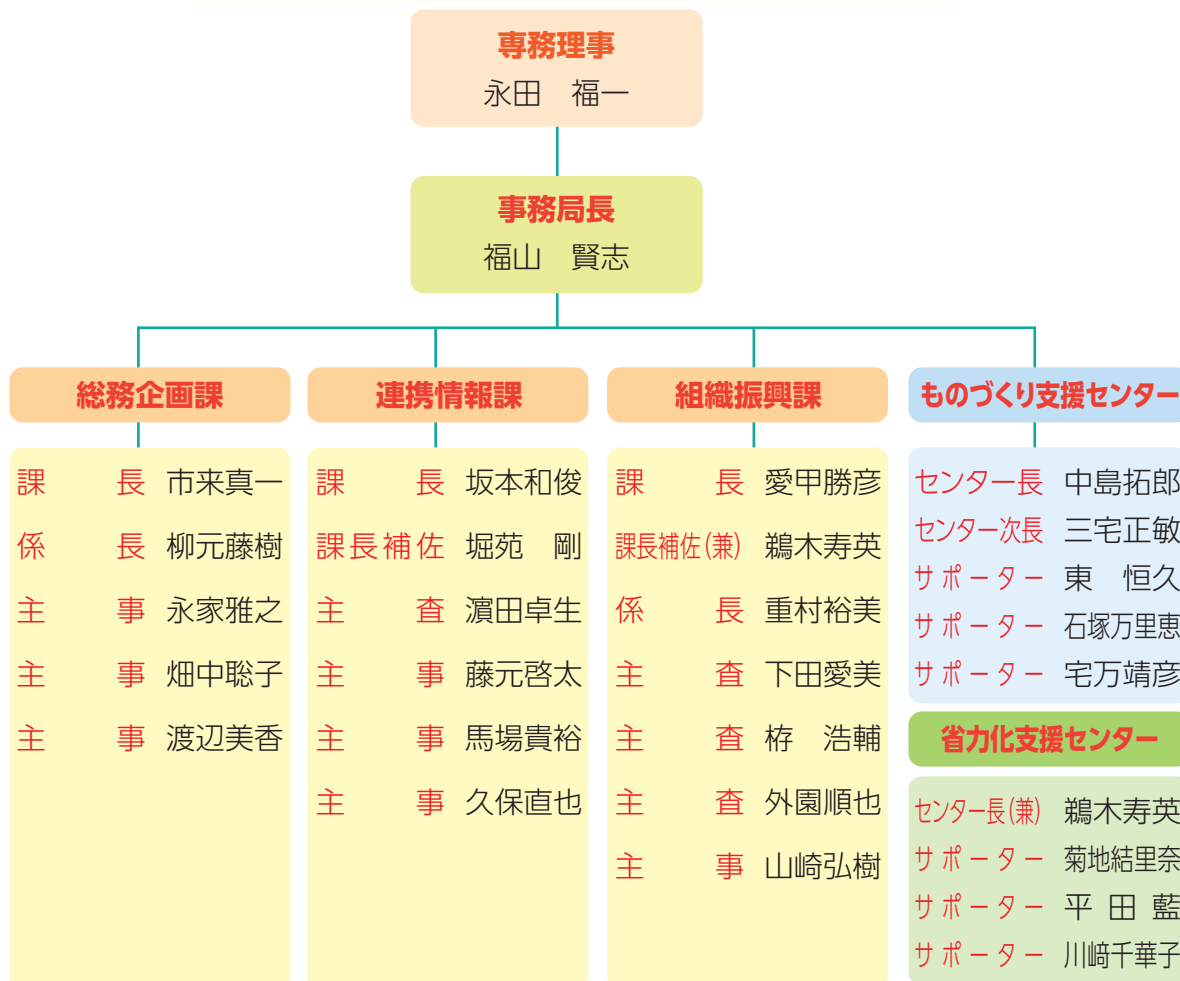 専務理事
永田　福一
事務局長
福山　賢志
総務企画課
課　　長 市来真一
係　　長 柳元藤樹
主　　事 永家雅之
主　　事 畑中聡子
主　　事 渡辺美香
連携情報課
課　　長 坂本和俊
課長補佐 堀苑　剛
主　　査 濵田卓生
主　　事 藤元啓太
主　　事 馬場貴裕
主　　事 久保直也
組織振興課
課　　長 愛甲勝彦
課長補佐(兼) 鵜木寿英
係　　長 重村裕美
主　　査 下田愛美
主　　査 栫　浩輔
主　　査 外園順也
主　　事 山崎弘樹
ものづくり支援センター
センター長 中島拓郎
センター次長 三宅正敏
サポーター 東　恒久
サポーター 石塚万里恵
サポーター 宅万靖彦
省力化支援センター
センター長(兼) 鵜木寿英
サポーター 菊地結里奈
サポーター 平田藍
サポーター 川﨑千華子